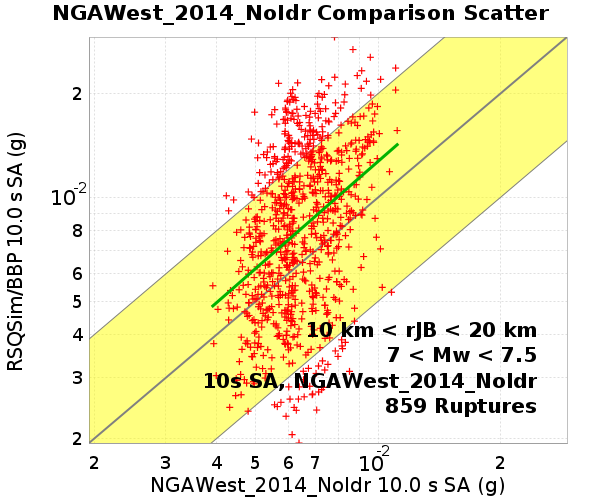 NGAWest_2014_NoIdr Comparison Scatter
RSQSim/BBP 10.0 s SA (g)
2
10-2
8
6
5
4
3
2
10 km < rJB < 20 km
7 < Mw < 7.5
10s SA, NGAWest_2014_NoIdr
859 Ruptures
2 3 4 5 6 7 10-2 2
NGAWest_2014_NoIdr 10.0 s SA (g)